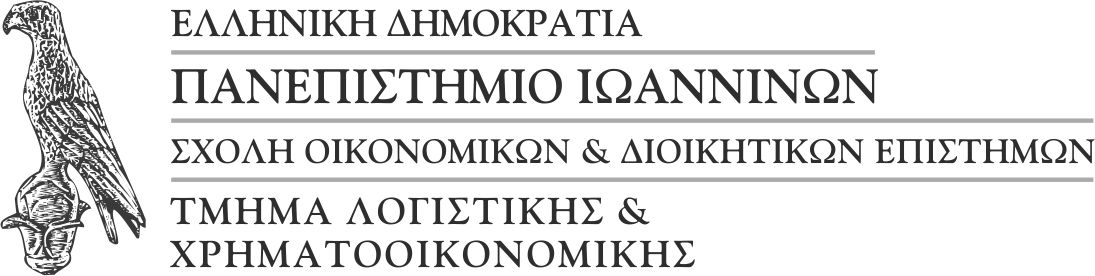 ΕΛΛΗΝΙΚΗ ΔΗΜΟΚΡΑΤΙΑ
ΠΑΝΕΠΙΣΤΗΜΙΟ ΙΩΑΝΝΙΝΩΝ
ΣΧΟΛΗ ΟΙΚΟΝΟΜΙΚΩΝ & ΔΙΟΙΚΗΤΙΚΩΝ ΕΠΙΣΤΗΜΩΝ
ΤΜΗΜΑ ΛΟΓΙΣΤΙΚΗΣ &
ΧΡΗΜΑΤΟΟΙΚΟΝΟΜΙΚΗΣ